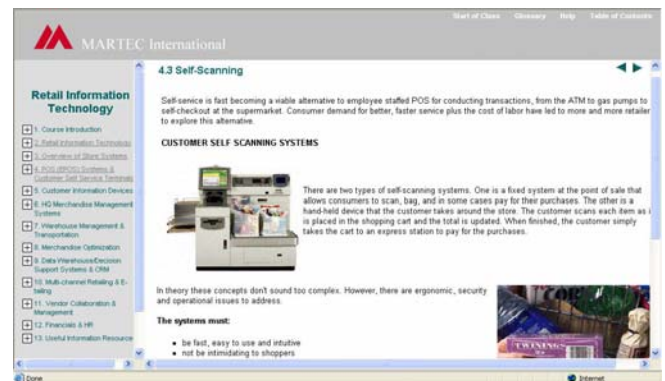 Start of Class Glossary Help Table of Contents
MARTEC International
Retail Information
Technology
1. Course Introduction
2. Retail Information Technology
3. Overview of Store Systems
4. POS (EPOS) Systems &
Customer Self Service Terminals
5. Customer Information Devices
6. HQ Merchandise Management
Systems
7. Warehouse Management &
Transportation
8. Merchandise Optimization
9. Data Warehouse/Decision
Support Systems & CRM
10. Multi-channel Retailing & E-
tailing
11. Vendor Collaboration &
Management
12. Financials & HR
13. Useful Information Resource
4.3 Self-Scanning
Self-service is fast becoming a viable alternative to employee staffed POS for conducting transactions, from the ATM to gas pumps to
self-checkout at the supermarket. Consumer demand for better, faster service plus the cost of labor have led to more and more retailer
to explore this alternative.
CUSTOMER SELF SCANNING SYSTEMS
There are two types of self-scanning systems. One is a fixed system at the point of sale that
allows consumers to scan, bag, and in some cases pay for their purchases. The other is a
hand-held device that the customer takes around the store. The customer scans each item as i
is placed in the shopping cart and the total is updated. When finished, the customer simply
takes the cart to an express station to pay for the purchases.
In theory these concepts don't sound too complex. However, there are ergonomic, security
and operational issues to address.
The systems must:
• be fast, easy to use and intuitive
• not be intimidating to shoppers
TWININGS
Done
Internet